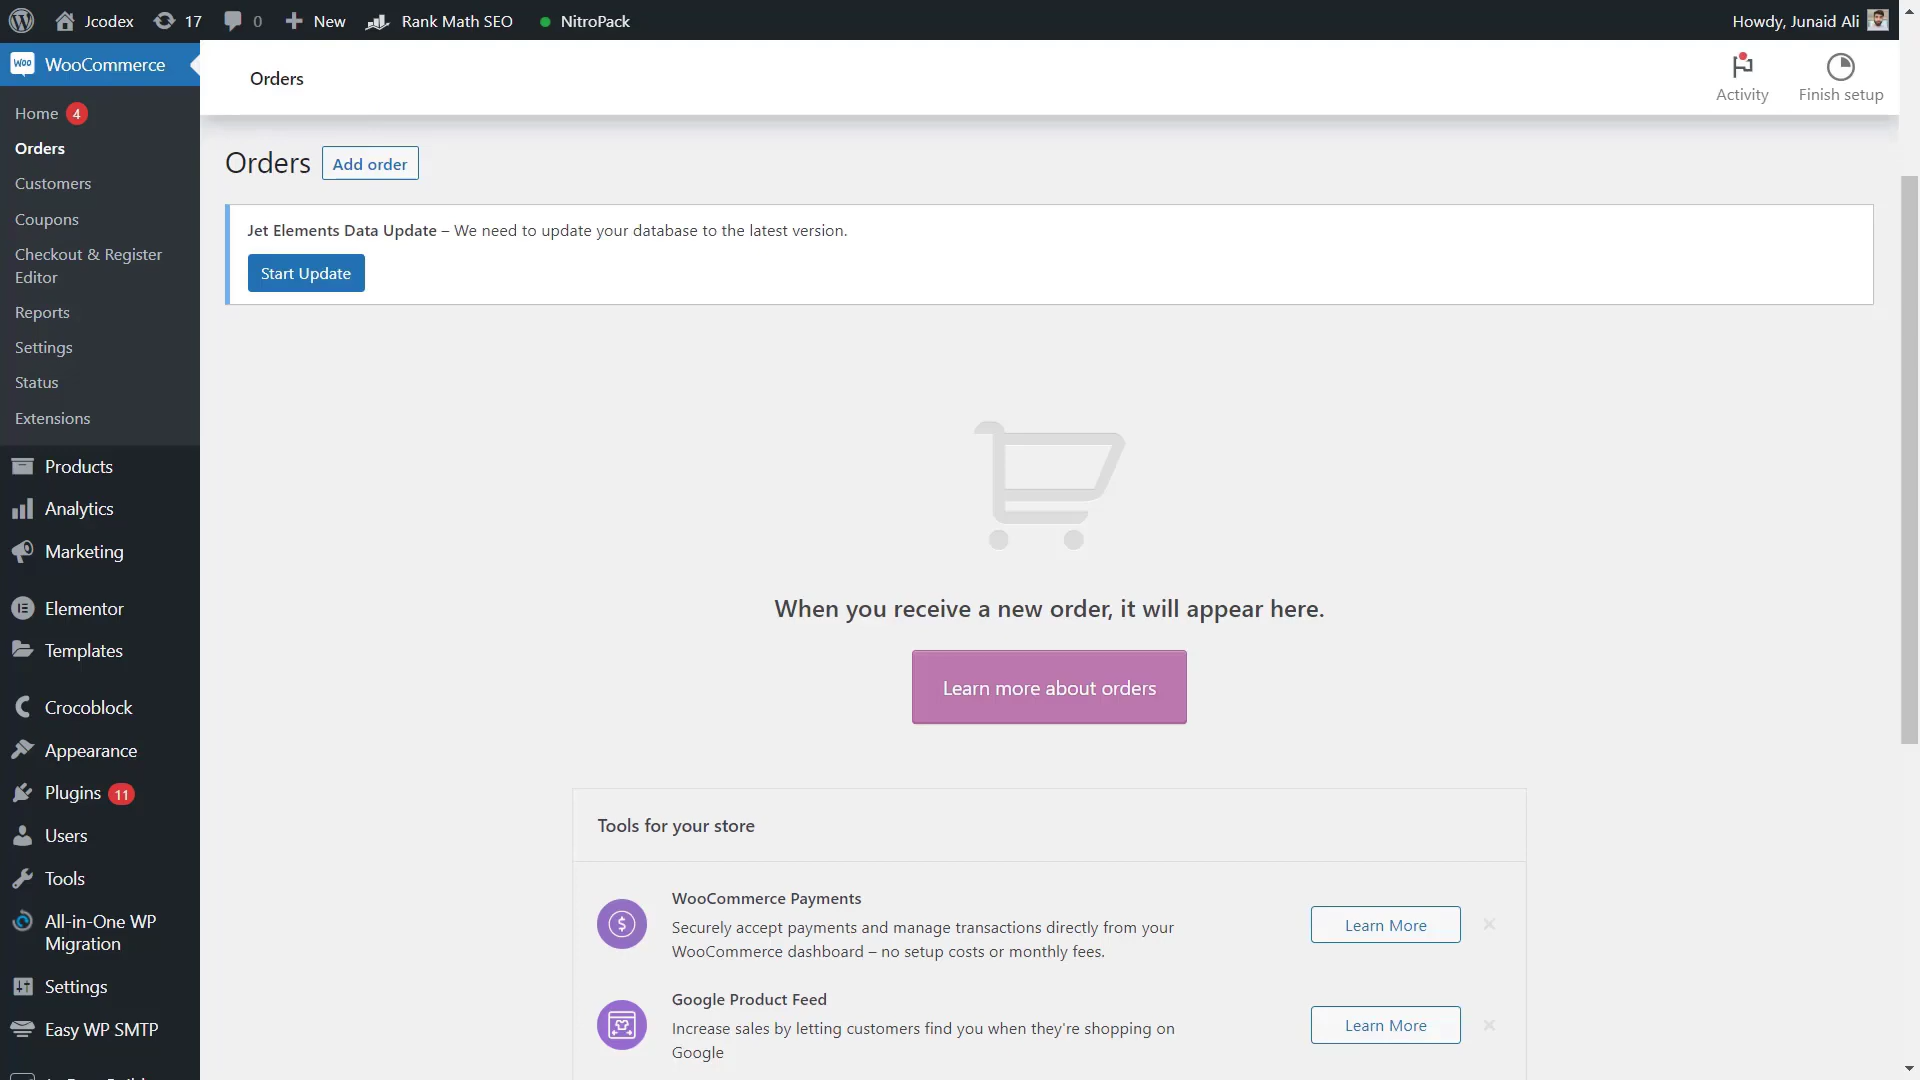 Jcodex
17
0
New
Rank Math SEO
NitroPack
Howdy, Junaid Ali
Woo
WooCommerce
Home 4
Orders
Customers
Coupons
Checkout & Register
Editor
Reports
Settings
Status
Extensions
Products
Analytics
Marketing
Elementor
Templates
Crocoblock
Appearance
Plugins 11
Users
Tools
All-in-One WP
Migration
Settings
Easy WP SMTP
Orders
Activity
Finish setup
Orders
Add order
Jet Elements Data Update – We need to update your database to the latest version.
Start Update
When you receive a new order, it will appear here.
Learn more about orders
Tools for your store
WooCommerce Payments
Securely accept payments and manage transactions directly from your
WooCommerce dashboard – no setup costs or monthly fees.
Learn More
Google Product Feed
Increase sales by letting customers find you when they're shopping on
Google
Learn More